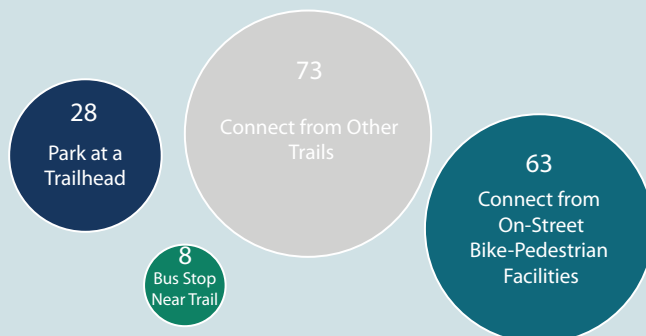 73
Connect from Other
Trails
28
Park at a
Trailhead
63
Connect from
On-Street
Bike-Pedestrian
Facilities
8
Bus Stop
Near Trail